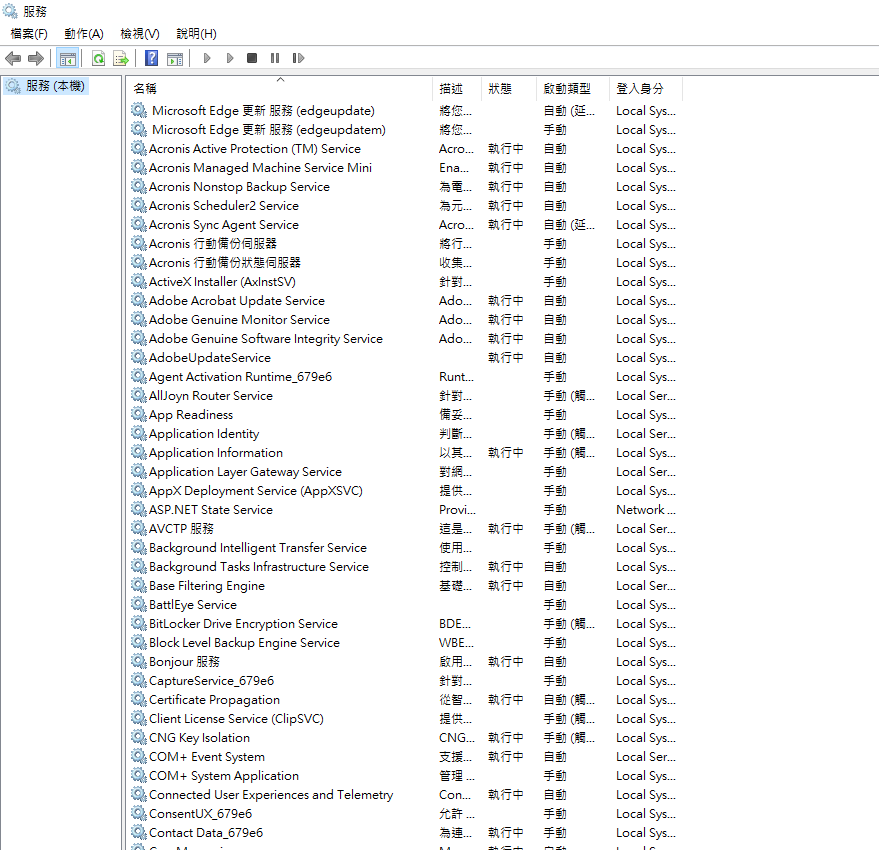 服務
檔案(F) 動作(A) 檢視(V) 說明(H)
服務 (本機)
名稱 描述 狀態 啟動類型 登入身分
Microsoft Edge 更新 服務 (edgeupdate) 將您... 自動 (延... Local Sys...
Microsoft Edge 更新 服務 (edgeupdatem) 將您... 手動 Local Sys...
Acronis Active Protection (TM) Service Acro... 執行中 自動 Local Sys...
Acronis Managed Machine Service Mini Ena... 執行中 自動 Local Sys...
Acronis Nonstop Backup Service 為電... 執行中 自動 Local Sys...
Acronis Scheduler2 Service 為元... 執行中 自動 Local Sys...
Acronis Sync Agent Service Acro... 執行中 自動 (延... Local Sys...
Acronis 行動備份伺服器 將行... 手動 Local Sys...
Acronis 行動備份狀態伺服器 收集... 手動 Local Sys...
ActiveX Installer (AxInstSV) 針對... 手動 Local Sys...
Adobe Acrobat Update Service Ado... 執行中 自動 Local Sys...
Adobe Genuine Monitor Service Ado... 執行中 自動 Local Sys...
Adobe Genuine Software Integrity Service Ado... 執行中 自動 Local Sys...
AdobeUpdateService 執行中 自動 Local Sys...
Agent Activation Runtime_679e6 Runt... 手動 Local Sys...
AllJoyn Router Service 針對... 手動 (觸... Local Ser...
App Readiness 備妥... 手動 Local Sys...
Application Identity 判斷... 手動 (觸... Local Ser...
Application Information 以其... 執行中 手動 (觸... Local Sys...
Application Layer Gateway Service 對網... 手動 Local Ser...
AppX Deployment Service (AppXSVC) 提供... 手動 Local Sys...
ASP.NET State Service Provi... 手動 Network ...
AVCTP 服務 這是... 執行中 手動 (觸... Local Ser...
Background Intelligent Transfer Service 使用... 手動 Local Sys...
Background Tasks Infrastructure Service 控制... 執行中 自動 Local Sys...
Base Filtering Engine 基礎... 執行中 自動 Local Ser...
BattlEye Service 手動 Local Sys...
BitLocker Drive Encryption Service BDE... 手動 (觸... Local Sys...
Block Level Backup Engine Service WBE... 手動 Local Sys...
Bonjour 服務 啟用... 執行中 自動 Local Sys...
CaptureService_679e6 針對... 手動 Local Sys...
Certificate Propagation 從智... 執行中 自動 (觸... Local Sys...
Client License Service (ClipSVC) 提供... 手動 (觸... Local Sys...
CNG Key Isolation CNG... 執行中 手動 (觸... Local Sys...
COM+ Event System 支援... 執行中 自動 Local Ser...
COM+ System Application 管理 ... 手動 Local Sys...
Connected User Experiences and Telemetry Con... 執行中 自動 Local Sys...
ConsentUX_679e6 允許 ... 手動 Local Sys...
Contact Data_679e6 為連... 執行中 手動 Local Sys...